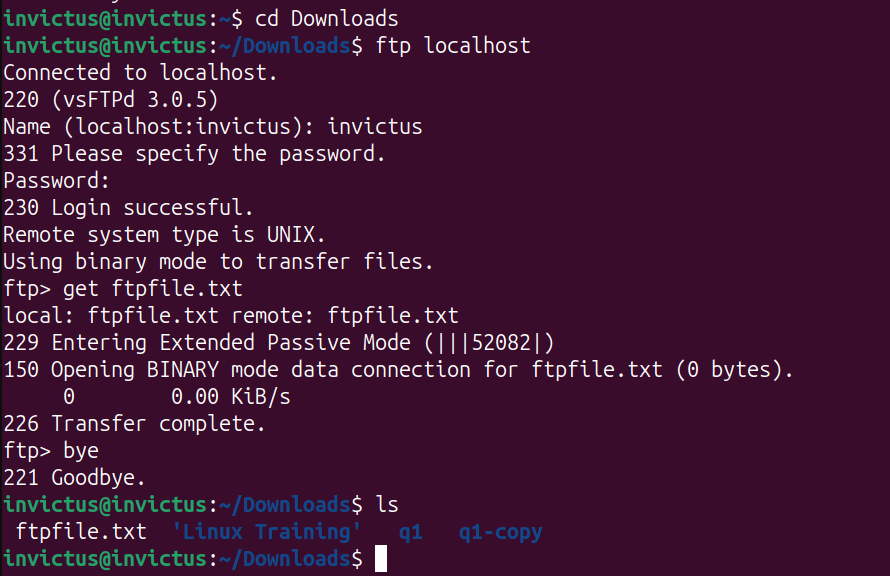 invictus@invictus:~$ cd Downloads
invictus@invictus:~/Downloads$ ftp localhost
Connected to localhost.
220 (vsFTPd 3.0.5)
Name (localhost:invictus): invictus
331 Please specify the password.
Password:
230 Login successful.
Remote system type is UNIX.
Using binary mode to transfer files.
ftp> get ftpfile.txt
local: ftpfile.txt remote: ftpfile.txt
229 Entering Extended Passive Mode (|||52082|)
150 Opening BINARY mode data connection for ftpfile.txt (0 bytes).
     0        0.00 KiB/s
226 Transfer complete.
ftp> bye
221 Goodbye.
invictus@invictus:~/Downloads$ ls
 ftpfile.txt  'Linux Training'   q1   q1-copy
invictus@invictus:~/Downloads$